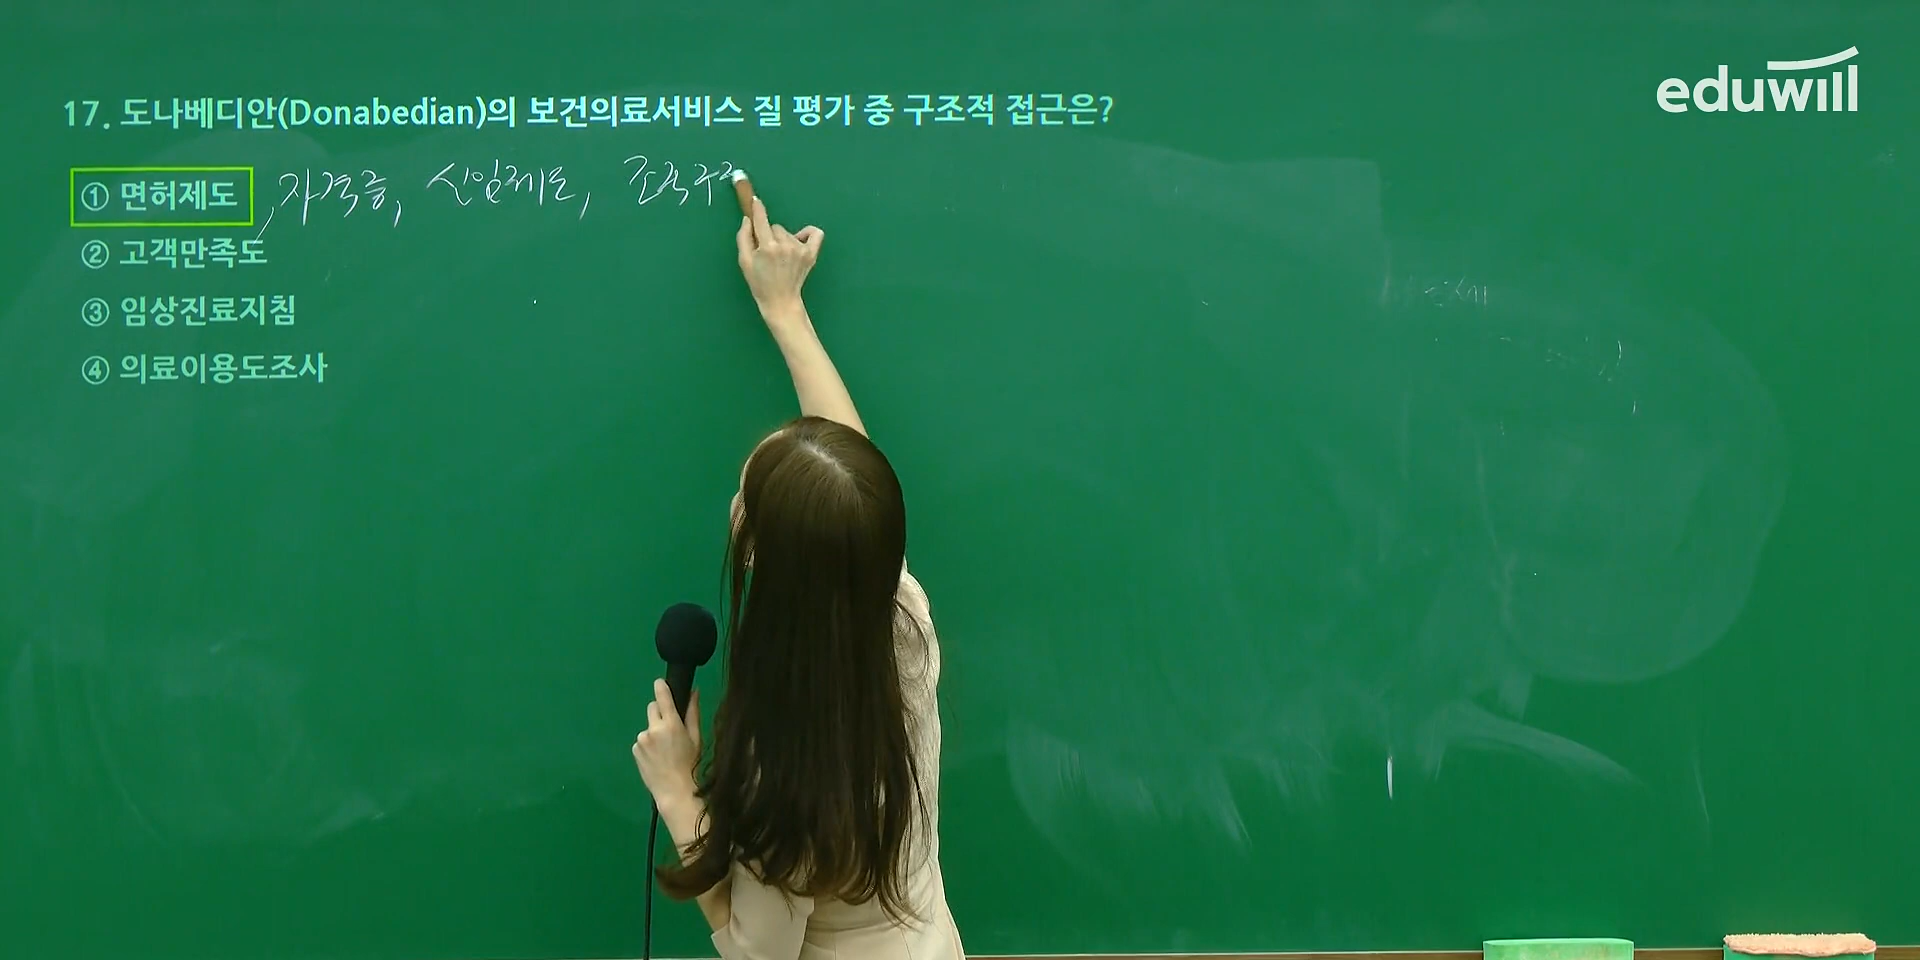 eduwill
17. 도나베디안(Donabedian)의 보건의료서비스 질 평가 중 구조적 접근은?
① 면허제도, 자격증, 신임제도, 조직구
② 고객만족도
③ 임상진료지침
④ 의료이용도조사